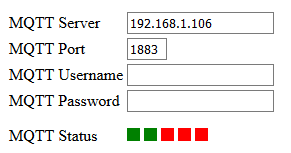 MQTT Server 192.168.1.106
MQTT Port 1883
MQTT Username
MQTT Password
MQTT Status